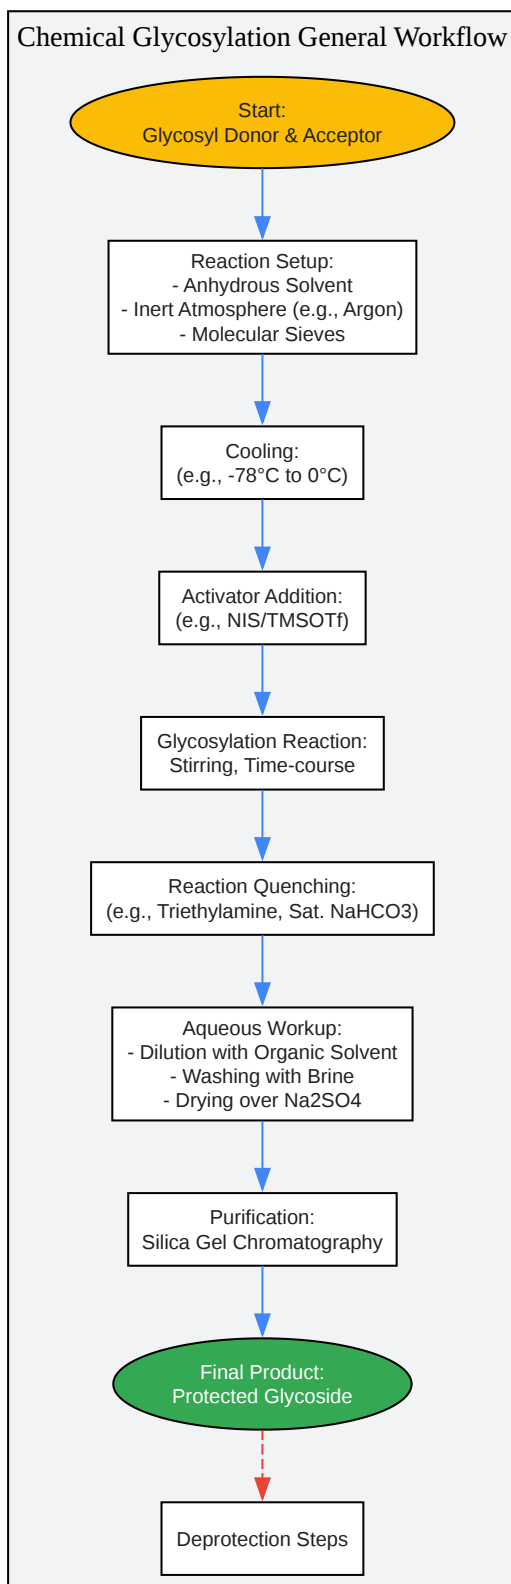 Chemical Glycosylation General Workflow
Start:
Glycosyl Donor & Acceptor
Reaction Setup:
- Anhydrous Solvent
- Inert Atmosphere (e.g., Argon)
- Molecular Sieves
Cooling:
(e.g., -78°C to 0°C)
Activator Addition:
(e.g., NIS/TMSOTf)
Glycosylation Reaction:
Stirring, Time-course
Reaction Quenching:
(e.g., Triethylamine, Sat. NaHCO3)
Aqueous Workup:
- Dilution with Organic Solvent
- Washing with Brine
- Drying over Na2SO4
Purification:
Silica Gel Chromatography
Final Product:
Protected Glycoside
Deprotection Steps